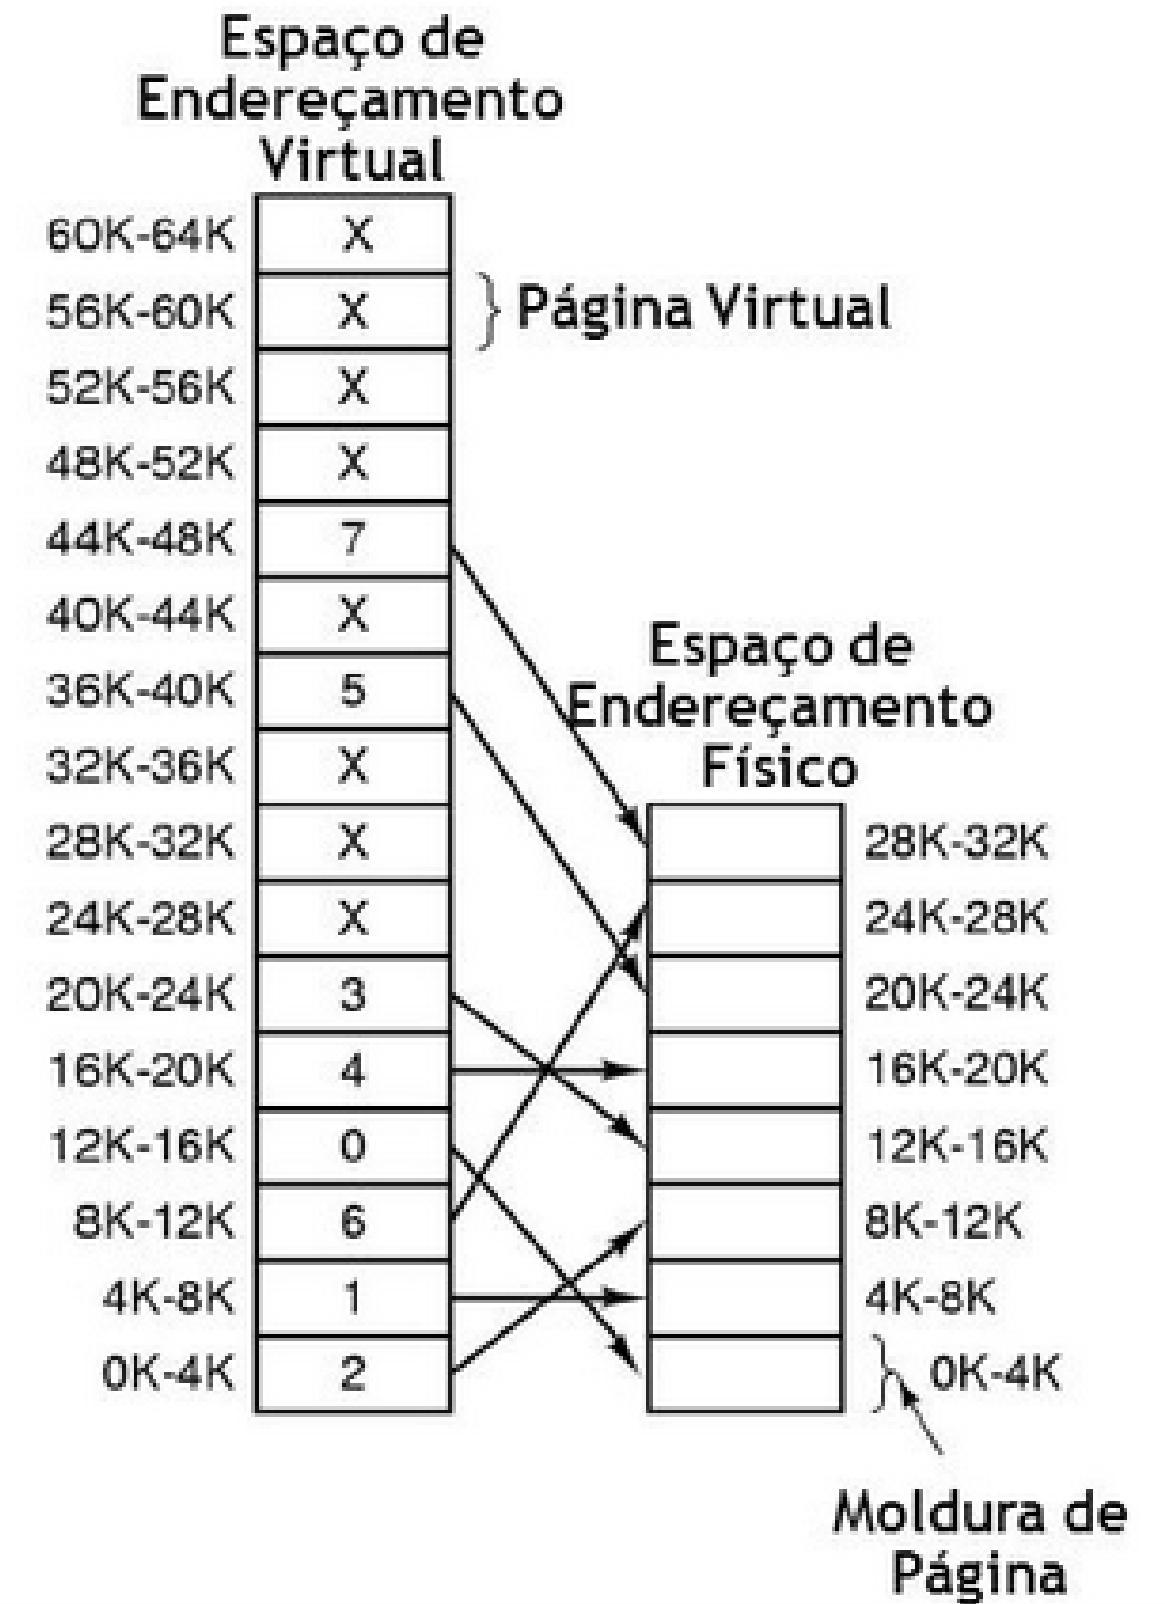 Espaço de
Endereçamento
Virtual
60K-64K X
56K-60K X Página Virtual
52K-56K X
48K-52K X
44K-48K 7
40K-44K X
36K-40K 5
32K-36K X
28K-32K X
24K-28K X
20K-24K 3
16K-20K 4
12K-16K 0
8K-12K 6
4K-8K 1
0K-4K 2
Espaço de
Endereçamento
Físico
28K-32K
24K-28K
20K-24K
16K-20K
12K-16K
8K-12K
4K-8K
0K-4K
Moldura de
Página